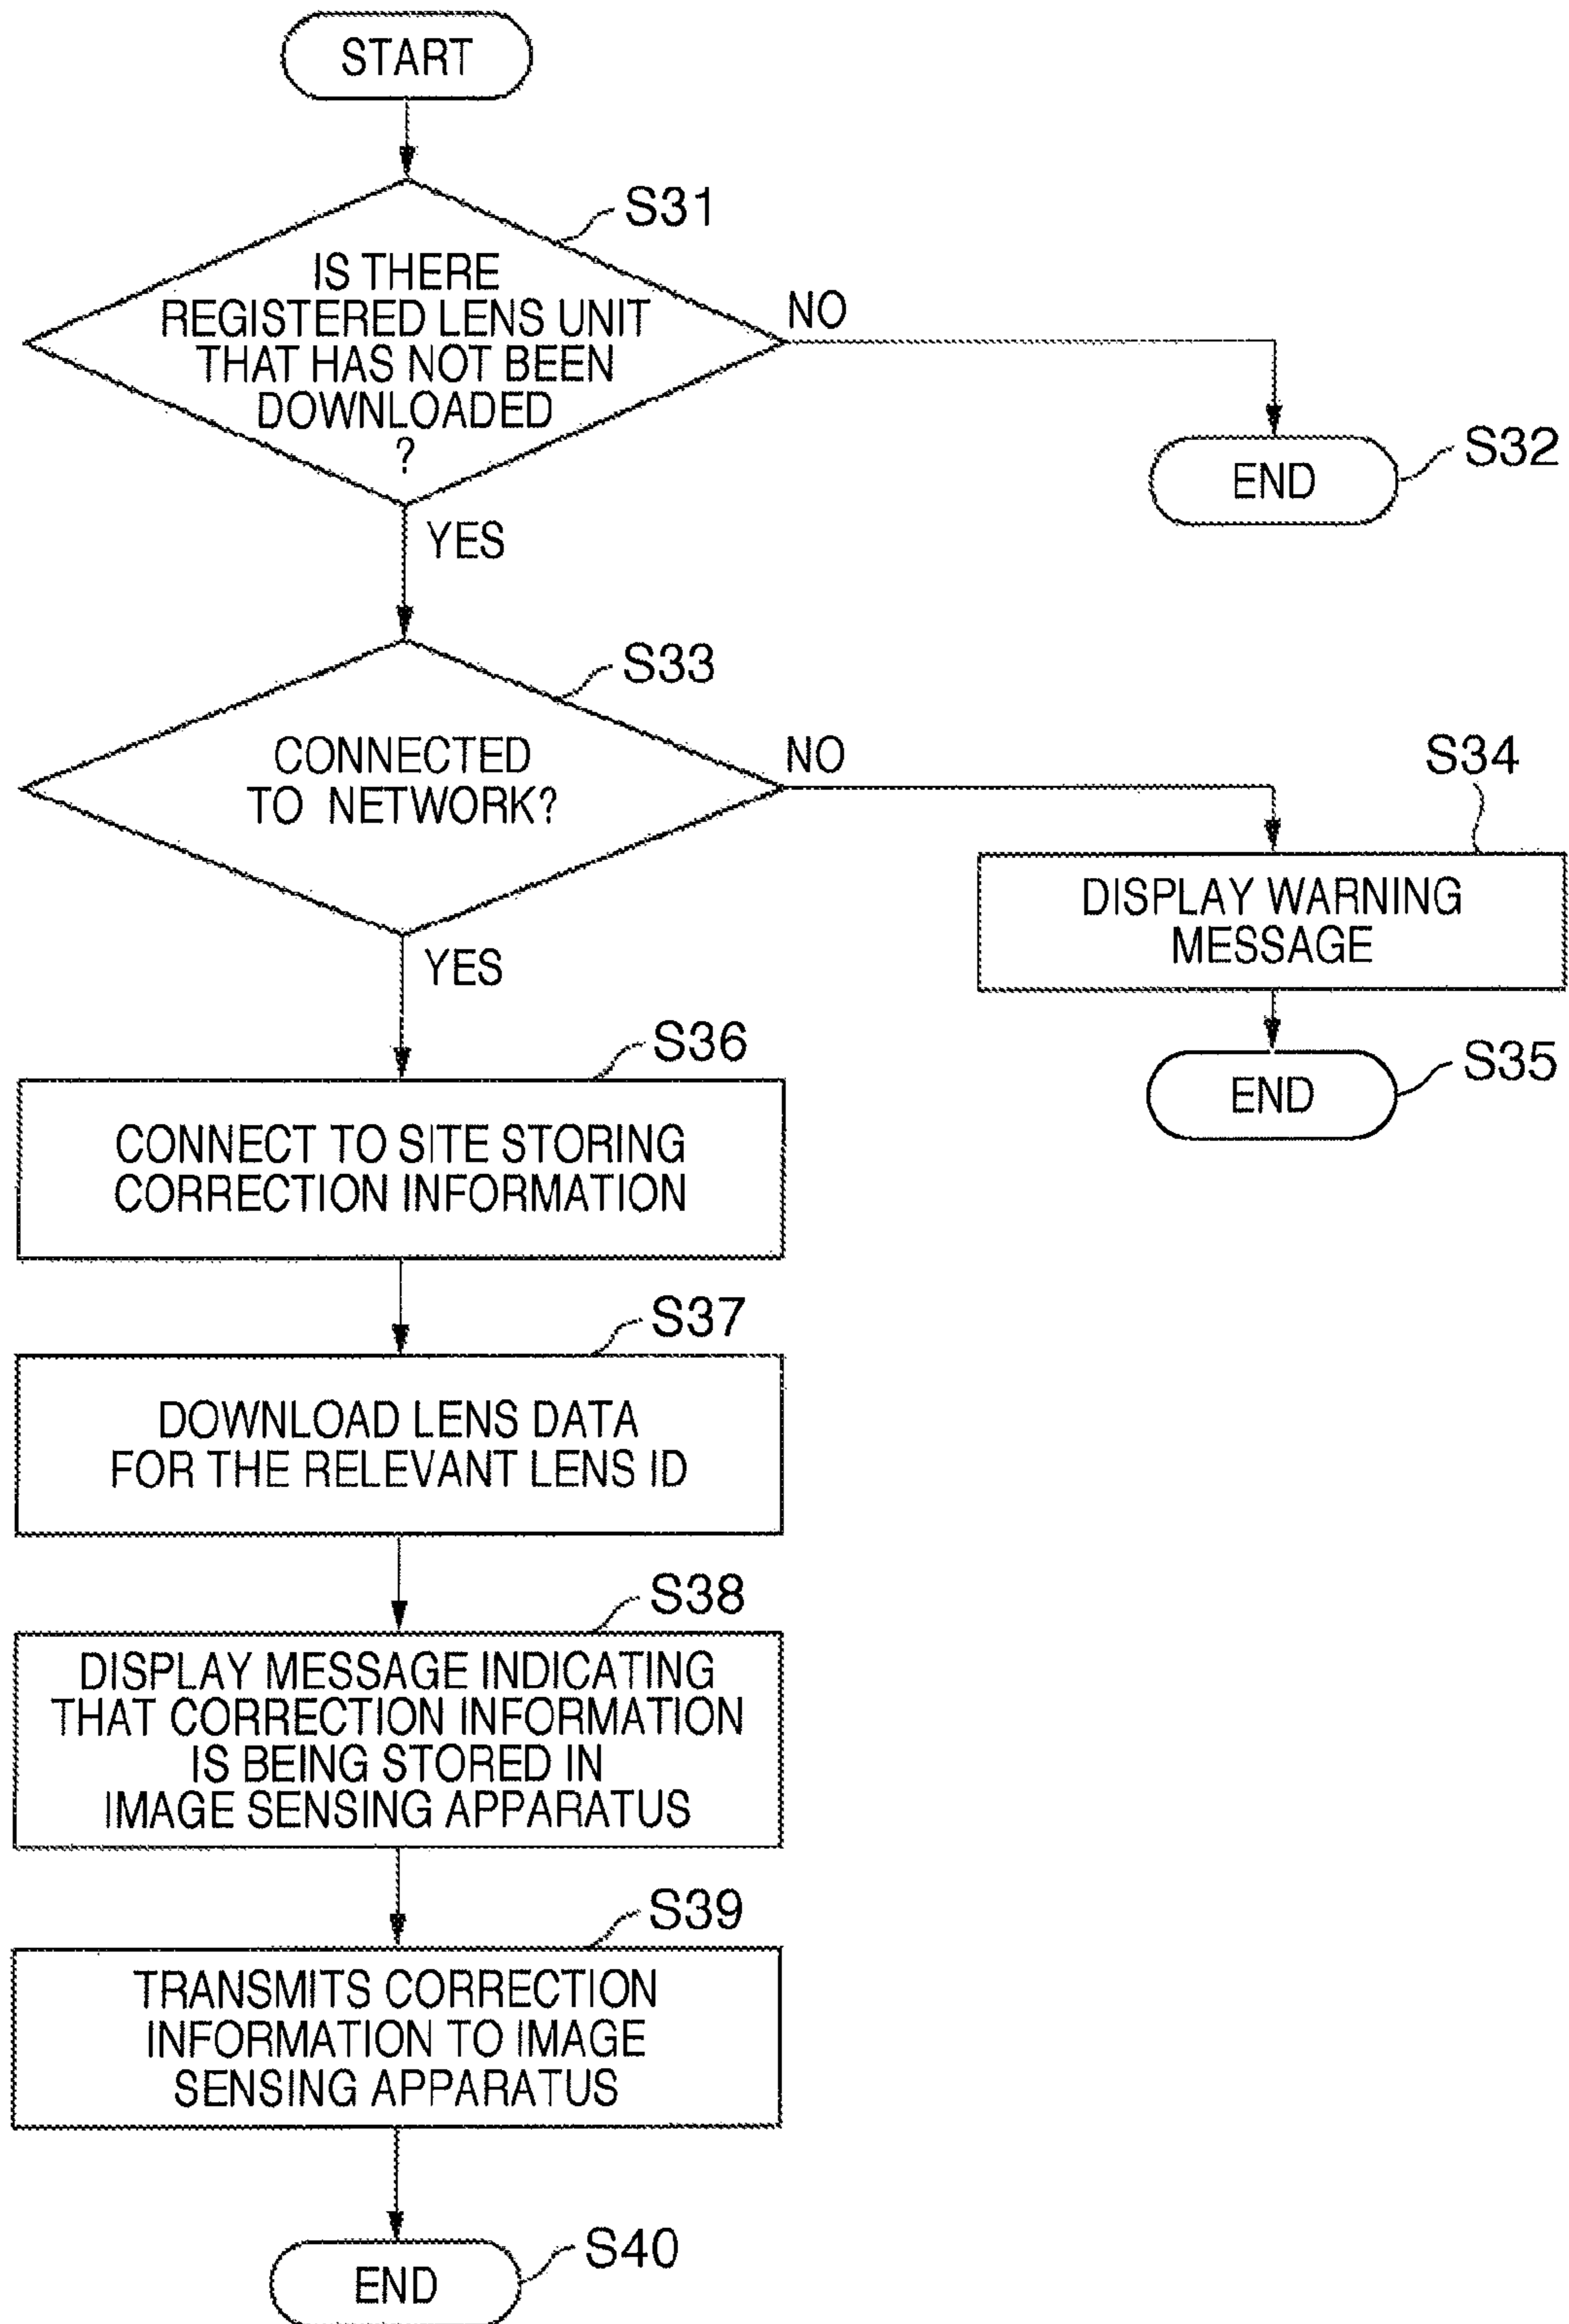 START
S31
IS THERE
REGISTERED LENS UNIT
THAT HAS NOT BEEN
DOWNLOADED
?
NO
S32
END
YES
S33
CONNECTED
TO NETWORK?
NO
S34
DISPLAY WARNING
MESSAGE
S35
END
YES
S36
CONNECT TO SITE STORING
CORRECTION INFORMATION
S37
DOWNLOAD LENS DATA
FOR THE RELEVANT LENS ID
S38
DISPLAY MESSAGE INDICATING
THAT CORRECTION INFORMATION
IS BEING STORED IN
IMAGE SENSING APPARATUS
S39
TRANSMITS CORRECTION
INFORMATION TO IMAGE
SENSING APPARATUS
S40
END